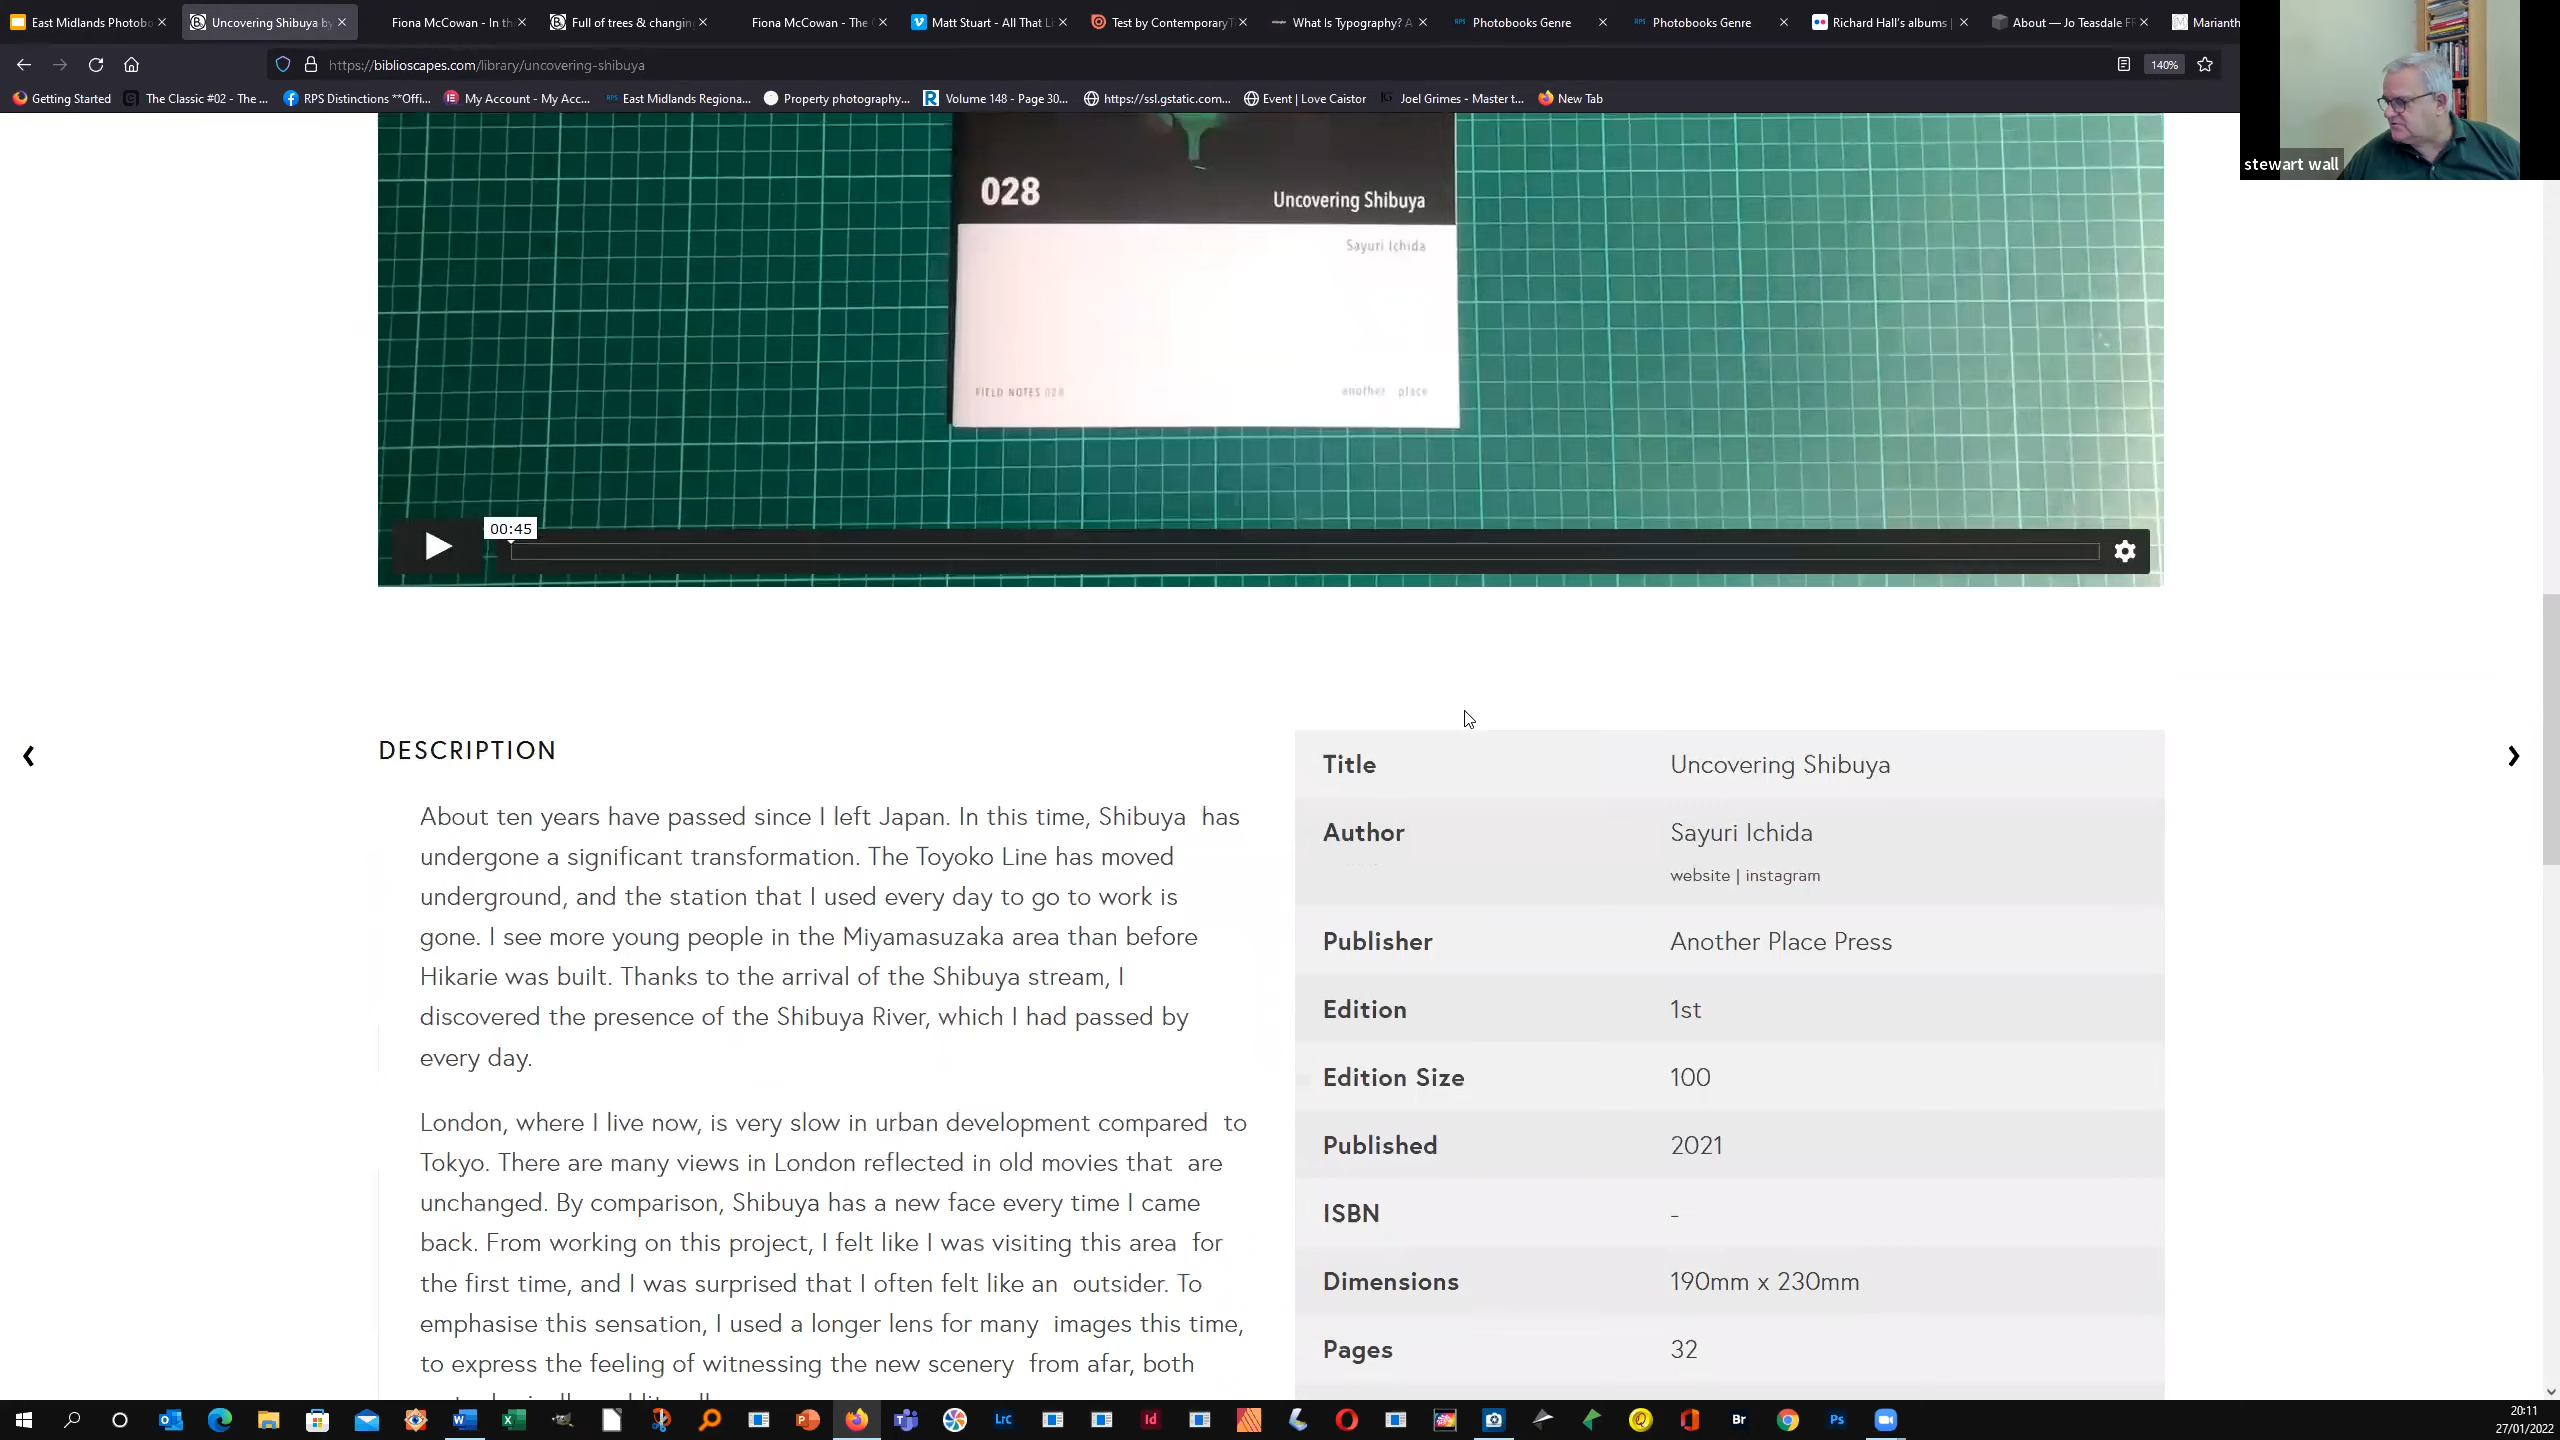 East Midlands Photobo
Uncovering Shibuya by
Fiona McCowan - In th
Full of trees & changin
Fiona McCowan - The C
Matt Stuart - All That Li
Test by ContemporaryT
What Is Typography? A
RPS Photobooks Genre
RPS Photobooks Genre
Richard Hall's albums |
About — Jo Teasdale FR
Mariantho
https://biblioscapes.com/library/uncovering-shibuya
140%
Getting Started
The Classic #02 - The ...
RPS Distinctions **Offi...
My Account - My Acc...
RPS East Midlands Regiona...
Property photography...
Volume 148 - Page 30...
https://ssl.gstatic.com...
Event | Love Caistor
Joel Grimes - Master t...
New Tab
stewart wall
028
Uncovering Shibuya
Sayuri Ichida
FIELD NOTES 028
another place
00:45
DESCRIPTION
About ten years have passed since I left Japan. In this time, Shibuya has
undergone a significant transformation. The Toyoko Line has moved
underground, and the station that I used every day to go to work is
gone. I see more young people in the Miyamasuzaka area than before
Hikarie was built. Thanks to the arrival of the Shibuya stream, I
discovered the presence of the Shibuya River, which I had passed by
every day.
London, where I live now, is very slow in urban development compared to
Tokyo. There are many views in London reflected in old movies that are
unchanged. By comparison, Shibuya has a new face every time I came
back. From working on this project, I felt like I was visiting this area for
the first time, and I was surprised that I often felt like an outsider. To
emphasise this sensation, I used a longer lens for many images this time,
to express the feeling of witnessing the new scenery from afar, both
Title Uncovering Shibuya
Author Sayuri Ichida
website | instagram
Publisher Another Place Press
Edition 1st
Edition Size 100
Published 2021
ISBN -
Dimensions 190mm x 230mm
Pages 32
Lrc
Id
Br
Ps
20:11
27/01/2022